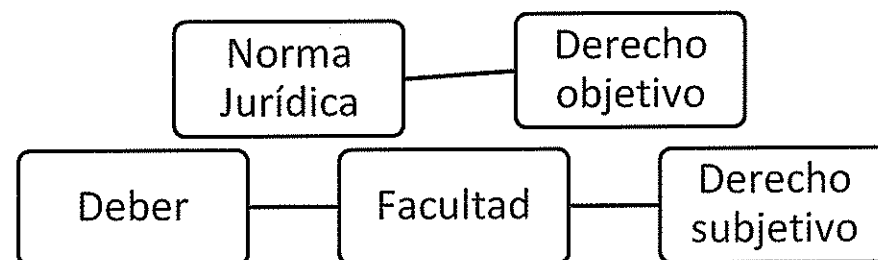 Norma
Jurídica
Derecho
objetivo
Deber
Facultad
Derecho
subjetivo